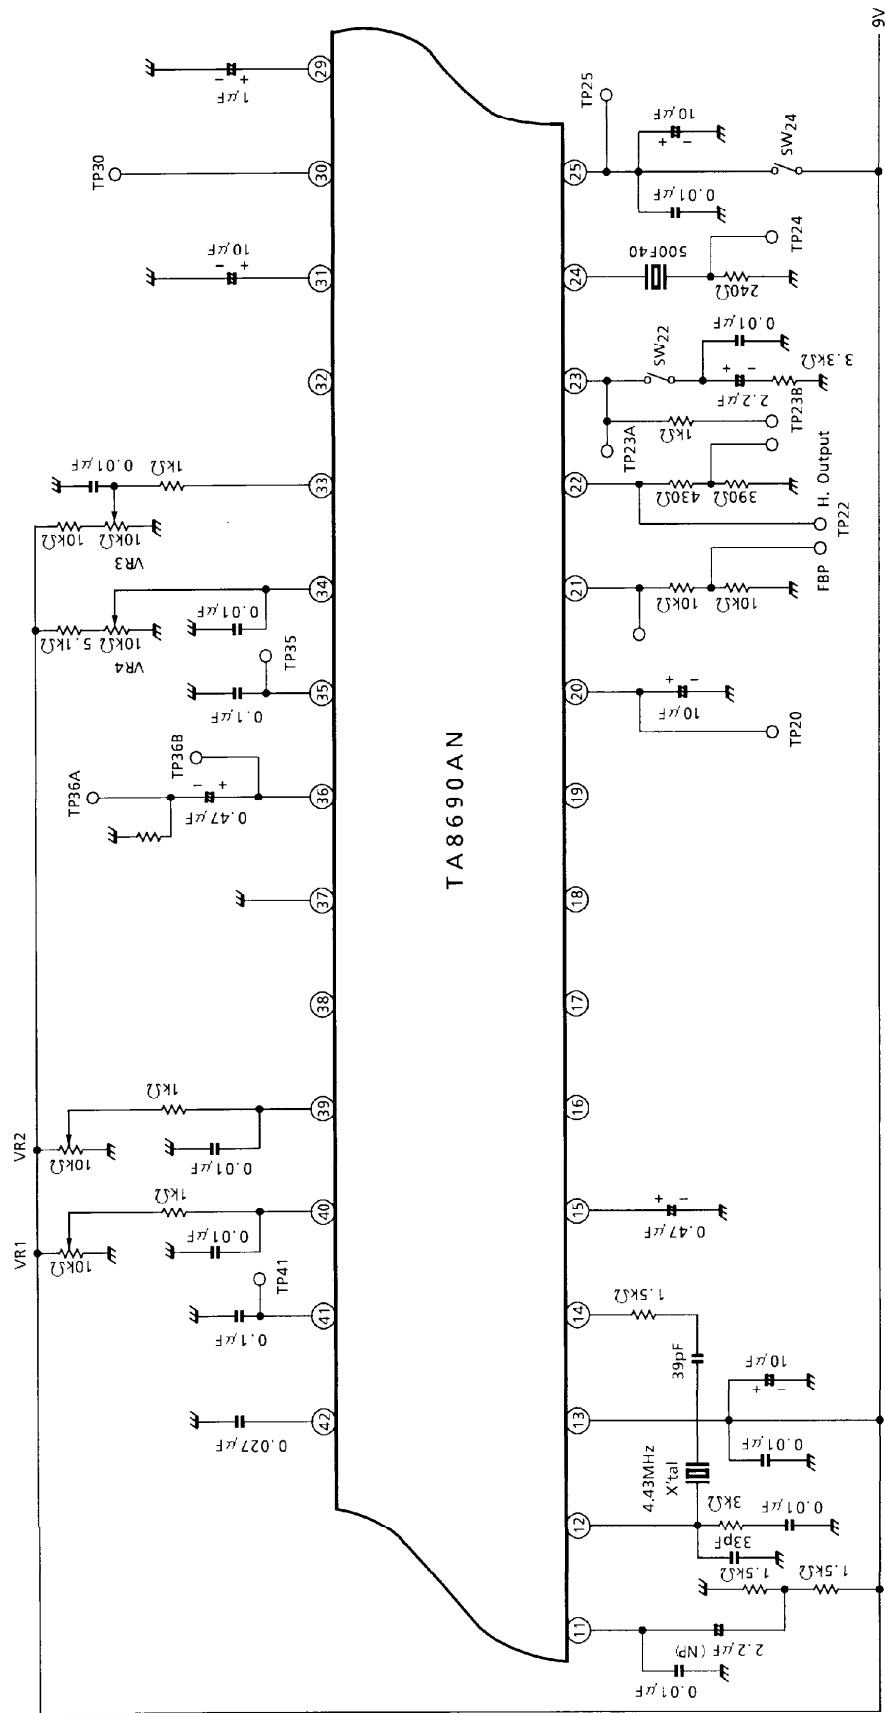 9V
TP30
1µF
+
−
29
30
10µF
+
−
31
32
0.01µF
1kΩ
33
10kΩ
10kΩ
VR3
34
0.01µF
5.1kΩ
10kΩ
VR4
TP35
0.1µF
35
TP36A
TP36B
−
+
0.47µF
36
37
38
VR2
10kΩ
1kΩ
0.01µF
39
VR1
10kΩ
1kΩ
0.01µF
40
TP41
0.1µF
41
0.027µF
42
TA8690AN
TP25
10µF
+
−
25
0.01µF
SW24
24
500F40
TP24
240Ω
23
SW22
0.01µF
+
−
2.2µF
3.3kΩ
TP23A
1kΩ
TP23B
22
430Ω
390Ω
H. Output
TP22
21
10kΩ
10kΩ
FBP
20
+
−
10µF
TP20
19
18
17
16
15
+
−
0.47µF
14
1.5kΩ
39pF
13
10µF
+
−
0.01µF
4.43MHz
X'tal
12
3kΩ
0.01µF
33pF
1.5kΩ
1.5kΩ
11
2.2µF (NP)
0.01µF